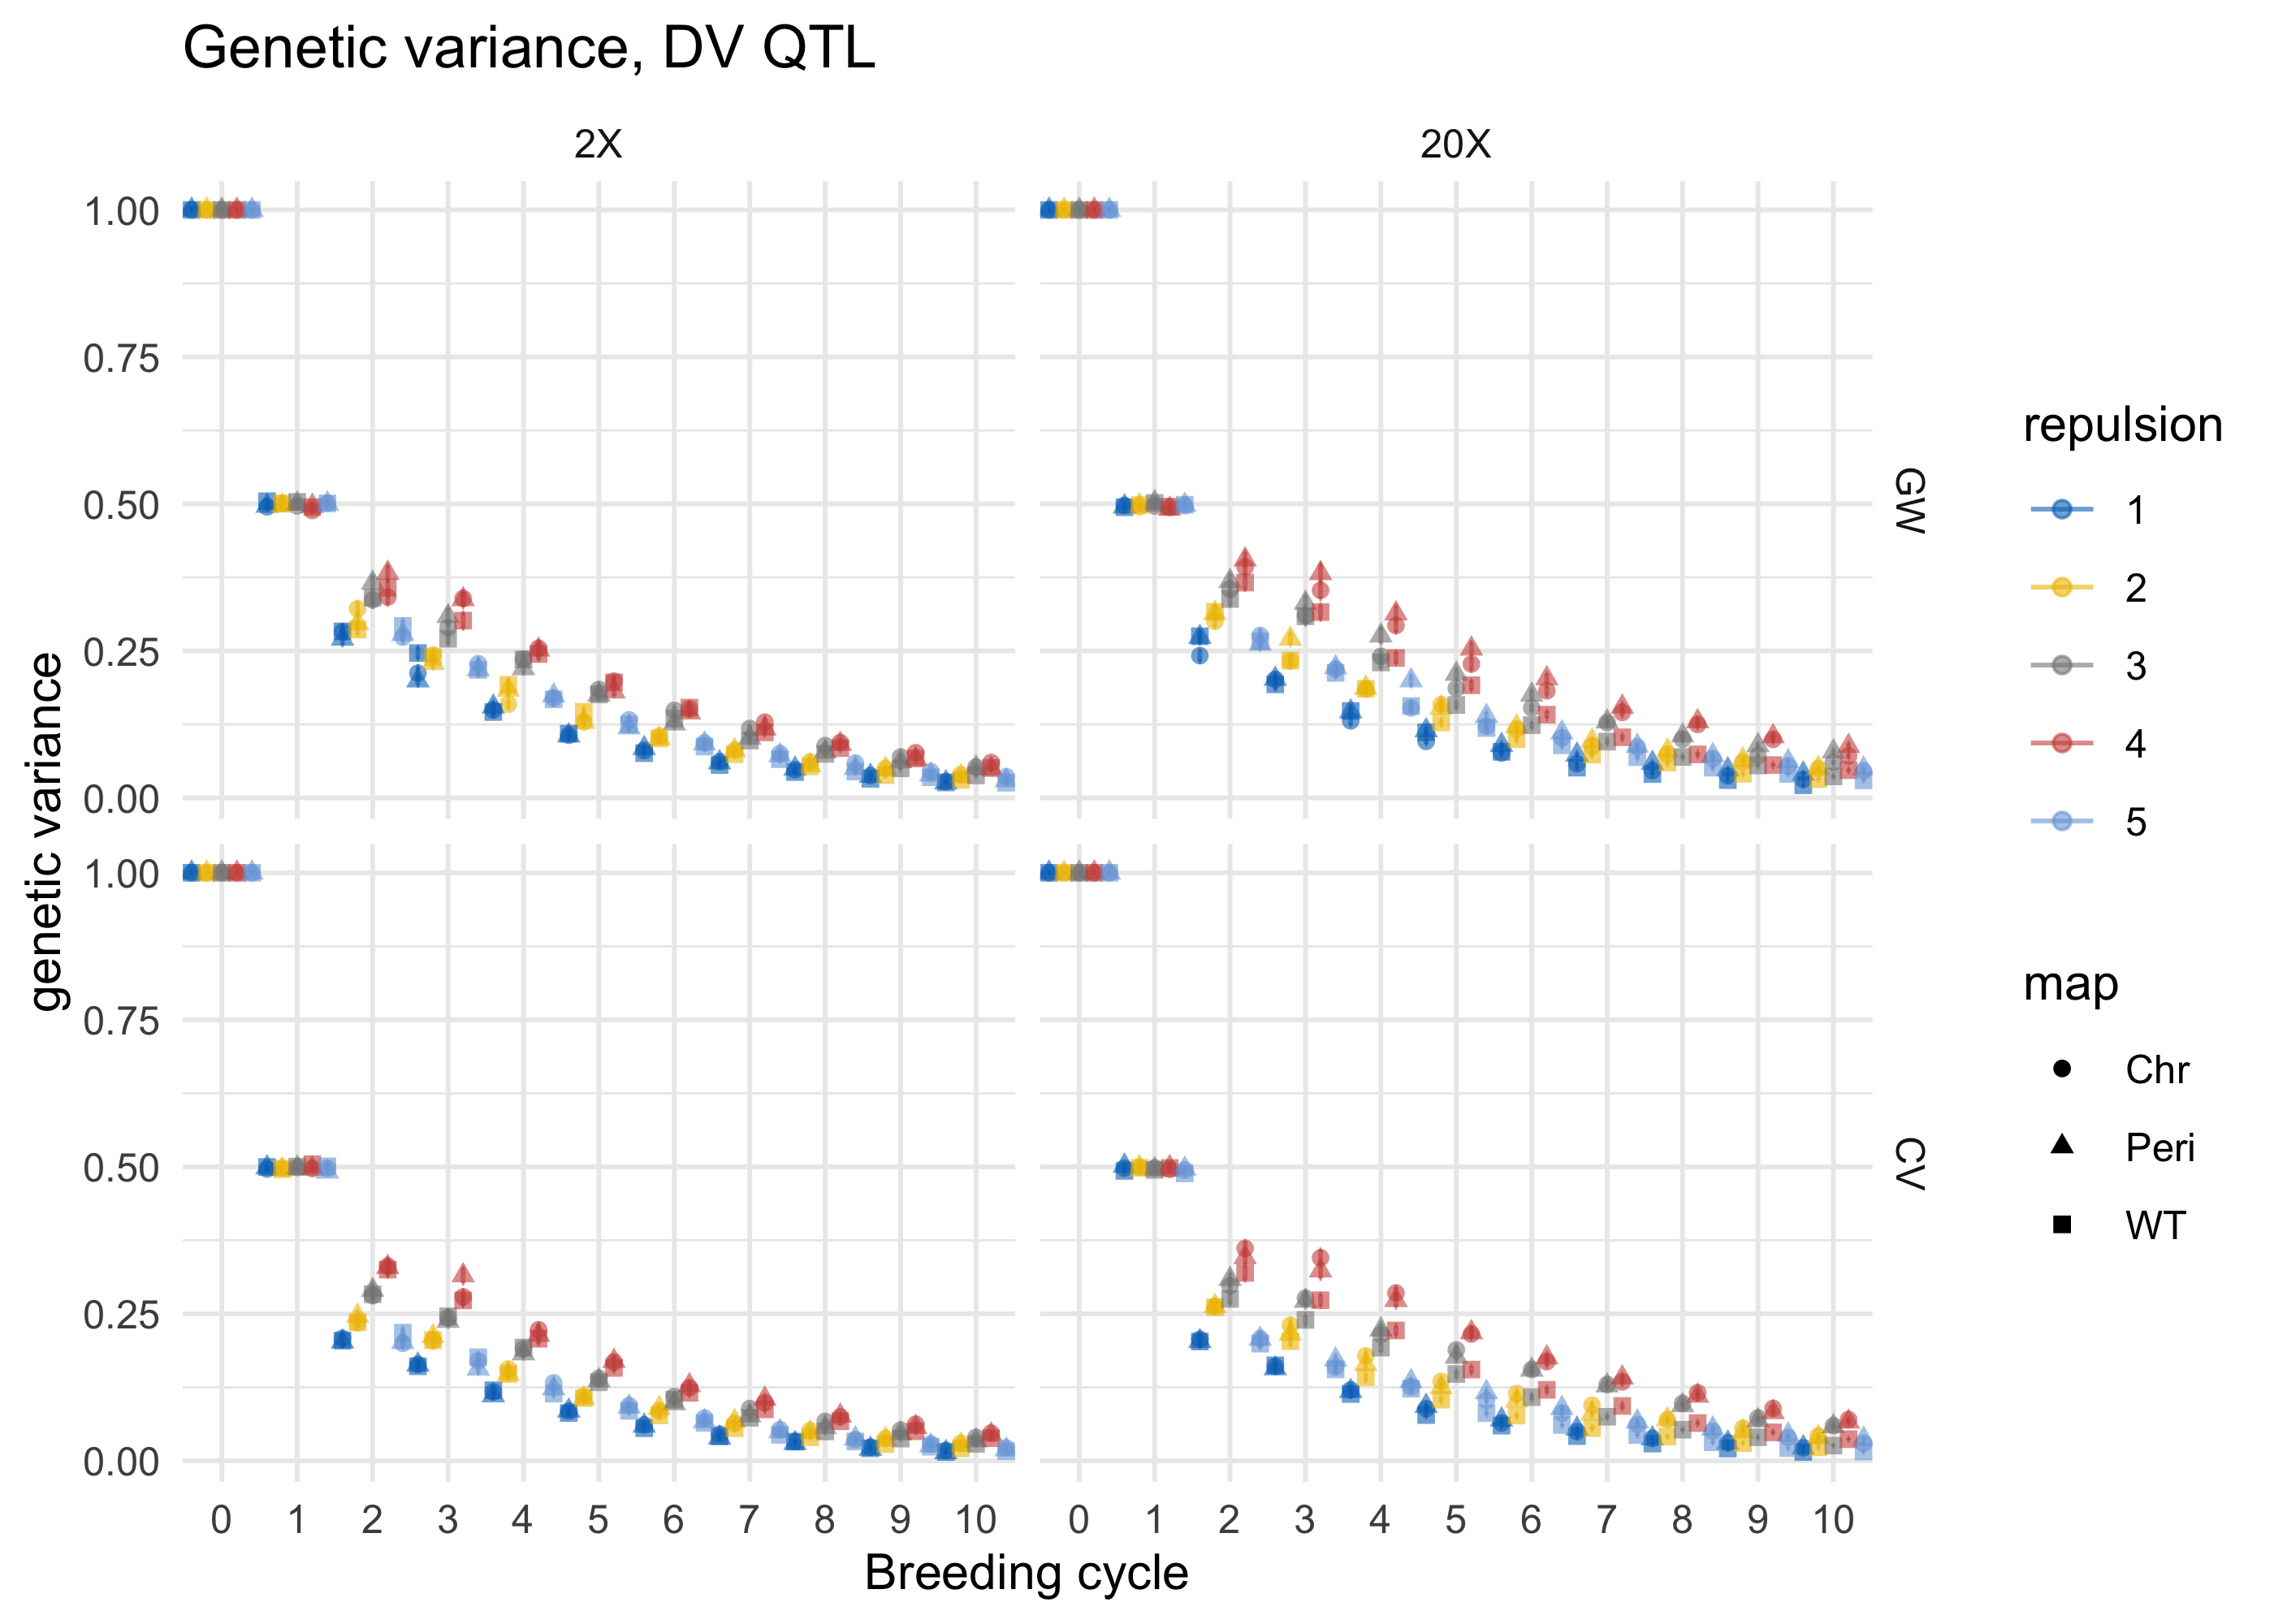 Genetic variance, DV QTL
2X
20X
1.00
0.75
0.50
0.25
0.00
GW
1.00
0.75
0.50
0.25
0.00
CV
genetic variance
0 1 2 3 4 5 6 7 8 9 10
0 1 2 3 4 5 6 7 8 9 10
Breeding cycle
repulsion
1
2
3
4
5
map
Chr
Peri
WT